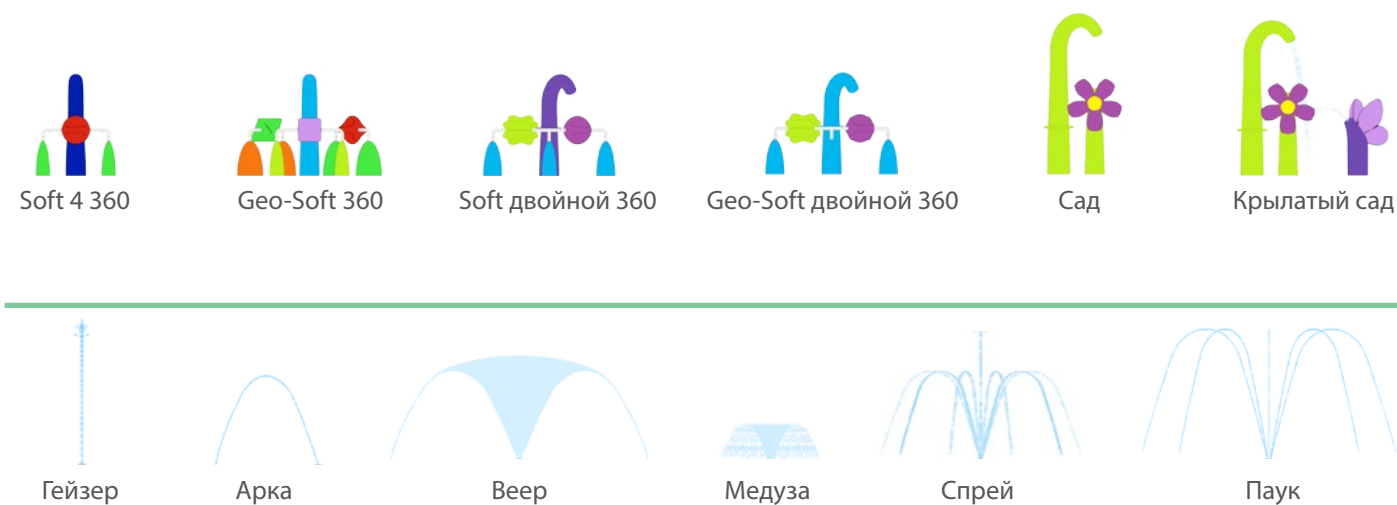 Soft 4 360
Geo-Soft 360
Soft двойной 360
Geo-Soft двойной 360
Сад
Крылатый сад
Гейзер
Арка
Веер
Медуза
Спрей
Паук